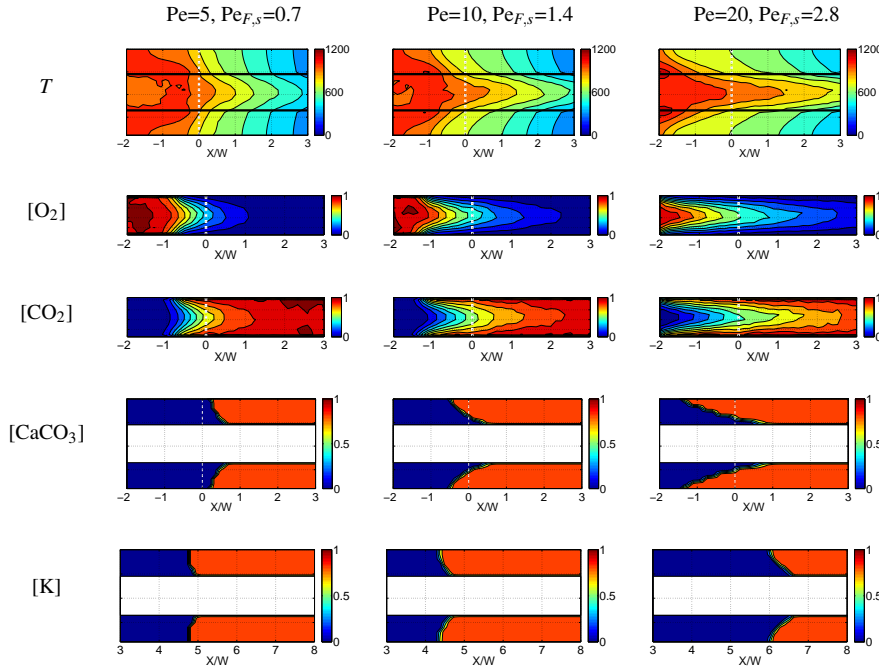 Pe=5, Pe_{F,s}=0.7 Pe=10, Pe_{F,s}=1.4 Pe=20, Pe_{F,s}=2.8
T
1200 1200 1200
600 600 600
0 0 0
−2 −1 0 1 2 3 −2 −1 0 1 2 3 −2 −1 0 1 2 3
X/W X/W X/W
[O₂]
1 1 1
0 0 0
−2 −1 0 1 2 3 −2 −1 0 1 2 3 −2 −1 0 1 2 3
X/W X/W X/W
[CO₂]
1 1 1
0 0 0
−2 −1 0 1 2 3 −2 −1 0 1 2 3 −2 −1 0 1 2 3
X/W X/W X/W
[CaCO₃]
1 1 1
0.5 0.5 0.5
0 0 0
−2 −1 0 1 2 3 −2 −1 0 1 2 3 −2 −1 0 1 2 3
X/W X/W X/W
[K]
1 1 1
0.5 0.5 0.5
0 0 0
3 4 5 6 7 8 3 4 5 6 7 8 3 4 5 6 7 8
X/W X/W X/W